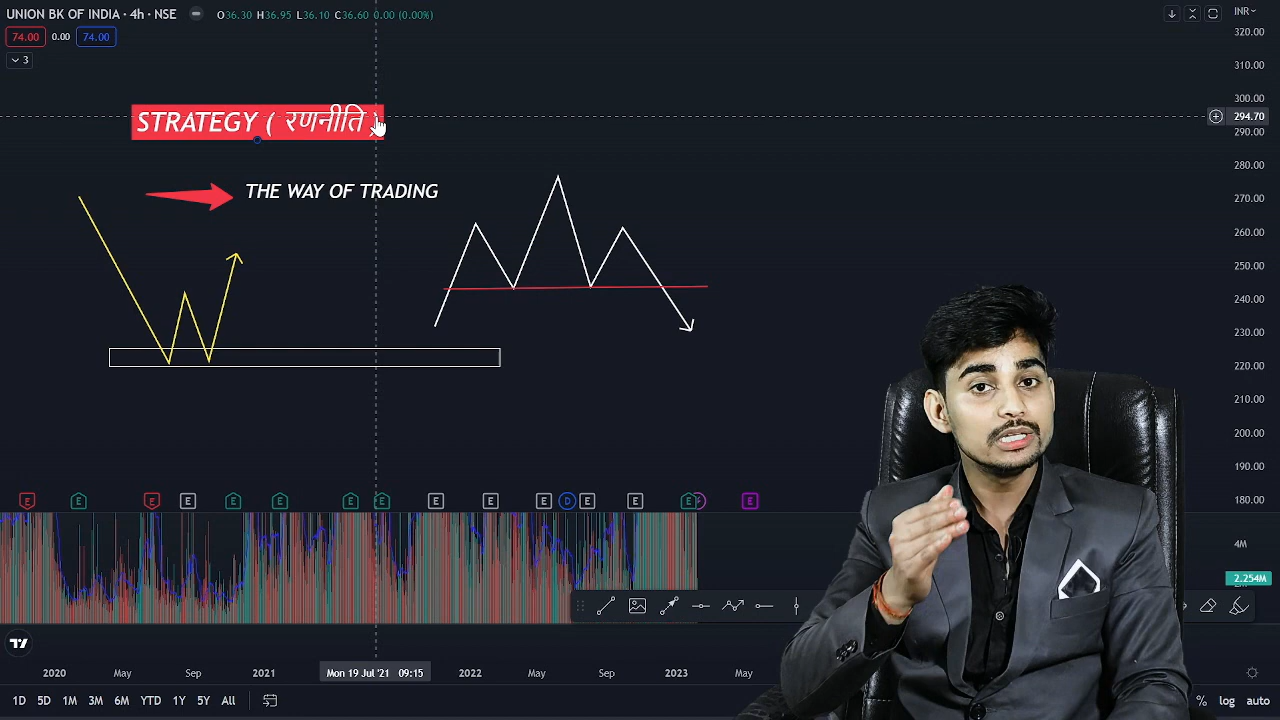 UNION BK OF INDIA · 4h · NSE
O36.30 H36.95 L36.10 C36.60 0.00 (0.00%)
INR
74.00 0.00 74.00
3
320.00
310.00
300.00
294.70
290.00
280.00
270.00
260.00
250.00
240.00
230.00
220.00
210.00
200.00
190.00
180.00
STRATEGY ( रणनीति )
THE WAY OF TRADING
E E E E E E E E E E E D E E E E
4M
2.254M
2020 May Sep 2021 Mon 19 Jul '21 09:15 2022 May Sep 2023 May
1D 5D 1M 3M 6M YTD 1Y 5Y All
% log auto